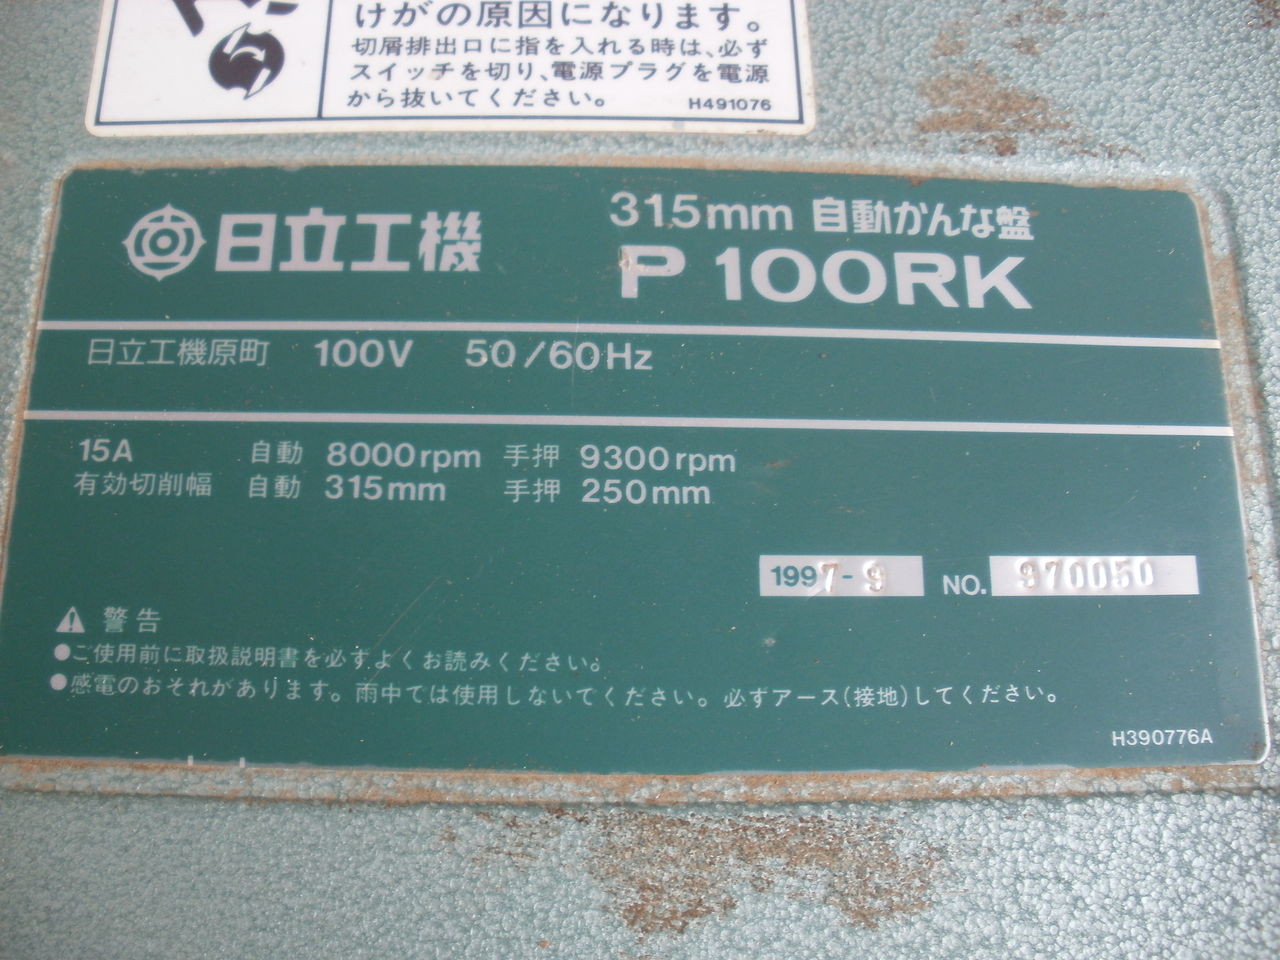 けがの原因になります。
切屑排出口に指を入れる時は、必ず
スイッチを切り、電源プラグを電源
から抜いてください。
H491076
日立工機
315mm 自動かんな盤
P 100RK
日立工機原町 100V 50/60Hz
15A 自動 8000rpm 手押 9300rpm
有効切削幅 自動 315mm 手押 250mm
1997-9 NO. 970050
警告
●ご使用前に取扱説明書を必ずよくお読みください。
●感電のおそれがあります。雨中では使用しないてください。必ずアース(接地)してください。
H390776A